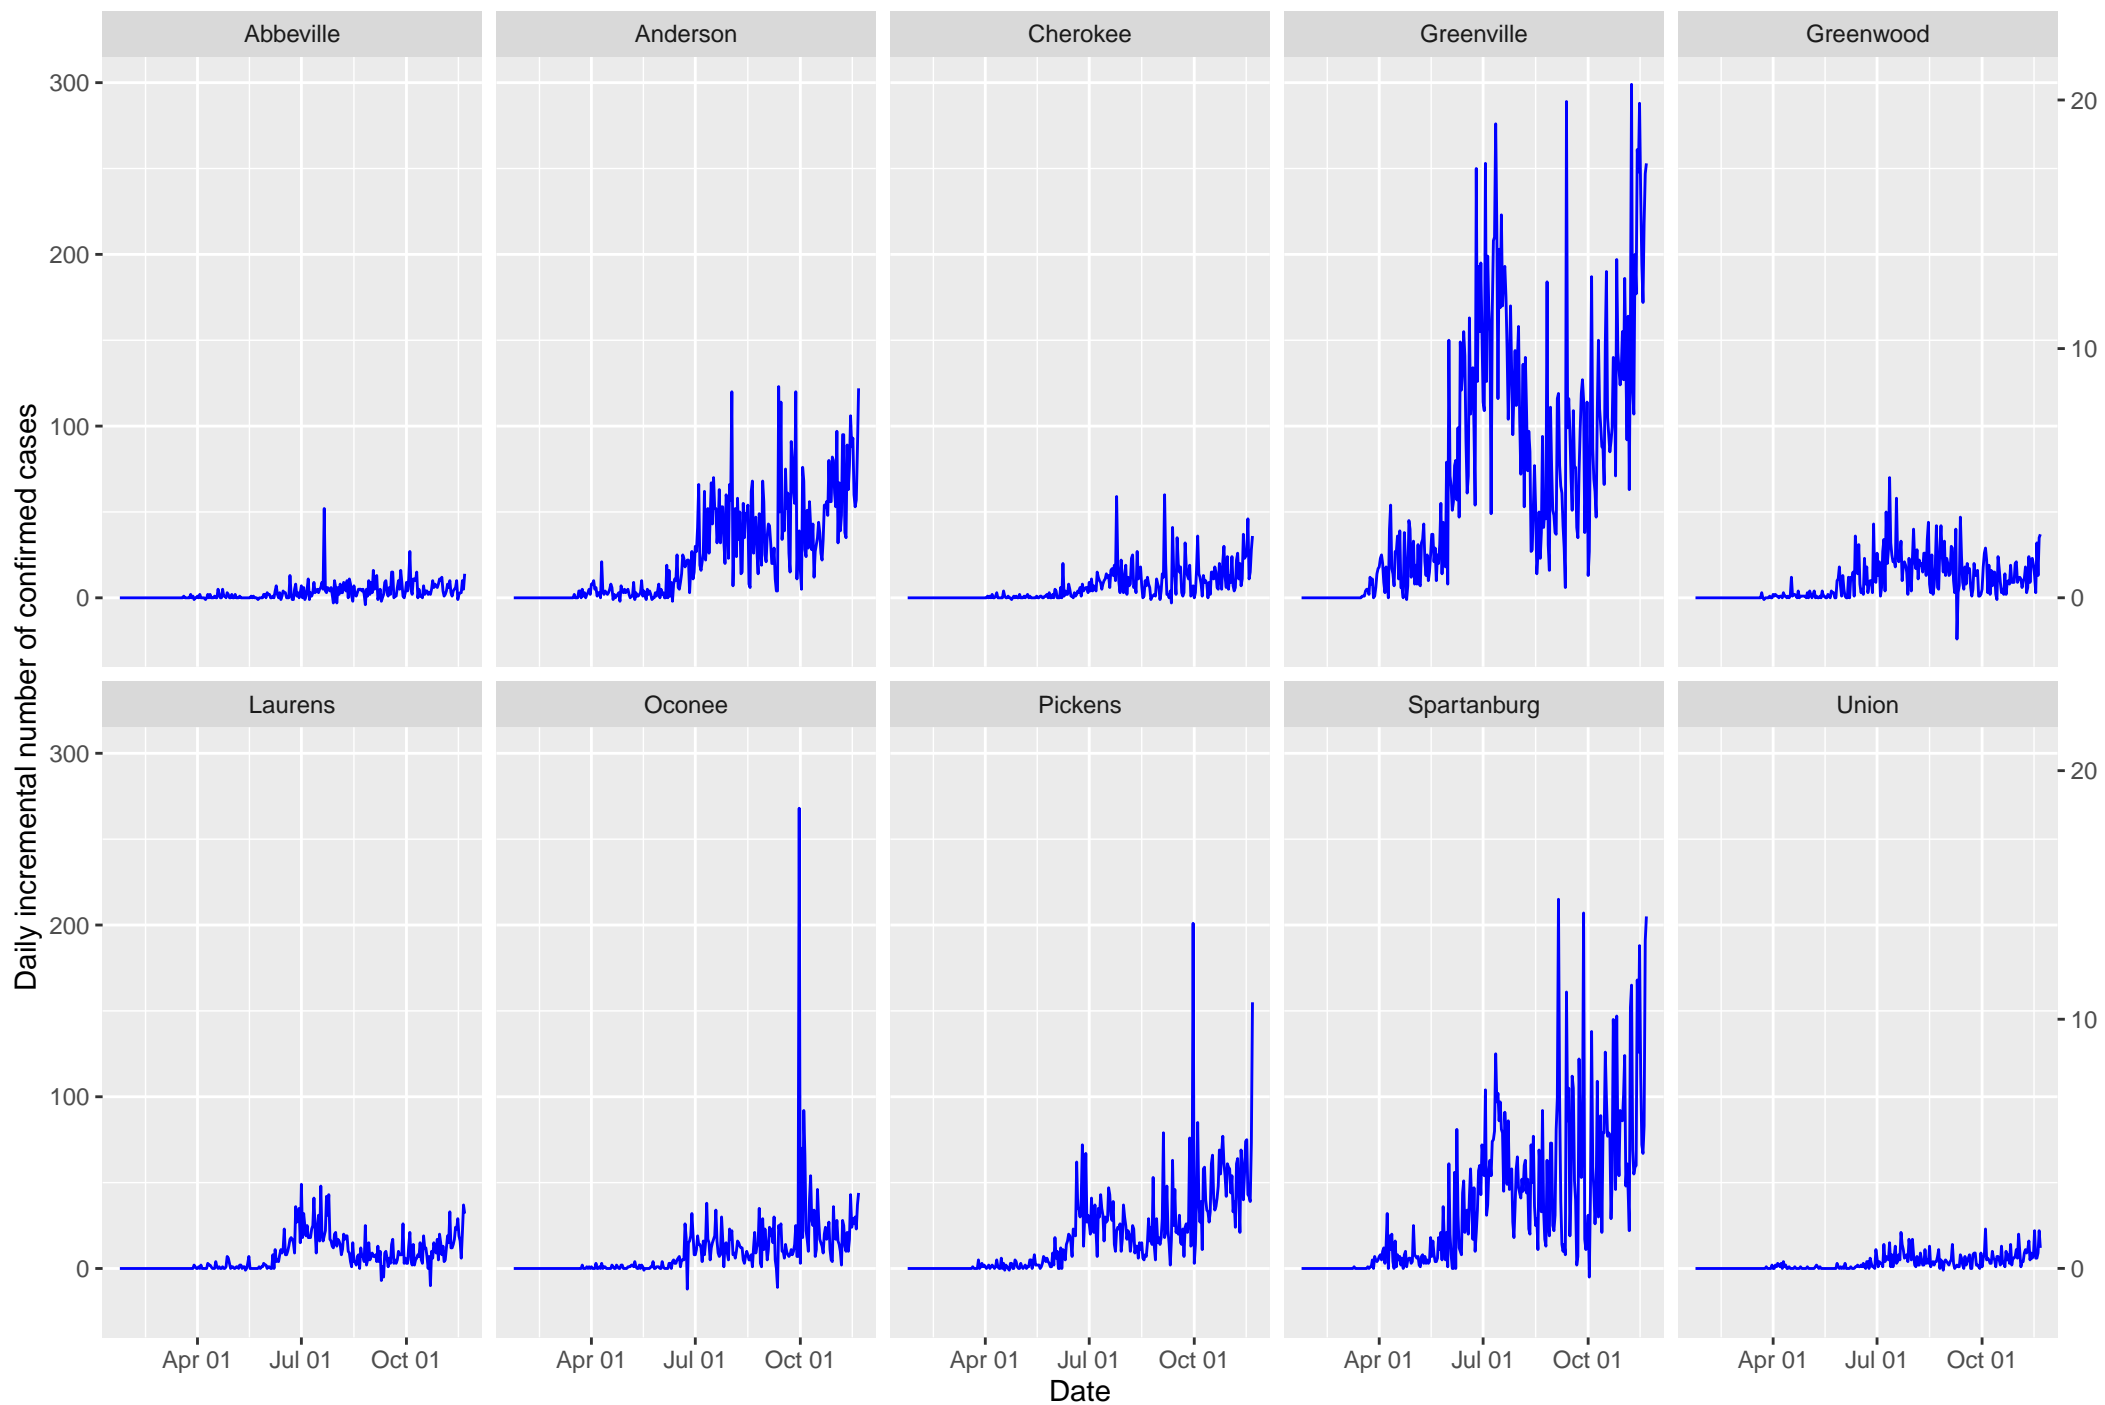 Abbeville Anderson Cherokee Greenville Greenwood
300
200
100
0
20
10
0
Laurens Oconee Pickens Spartanburg Union
300
200
100
0
20
10
0
Apr 01 Jul 01 Oct 01 Apr 01 Jul 01 Oct 01 Apr 01 Jul 01 Oct 01 Apr 01 Jul 01 Oct 01 Apr 01 Jul 01 Oct 01
Date
Daily incremental number of confirmed cases